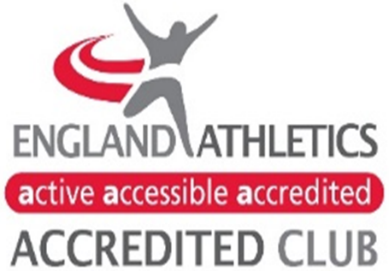 ENGLAND ATHLETICS
active accessible accredited
ACCREDITED CLUB